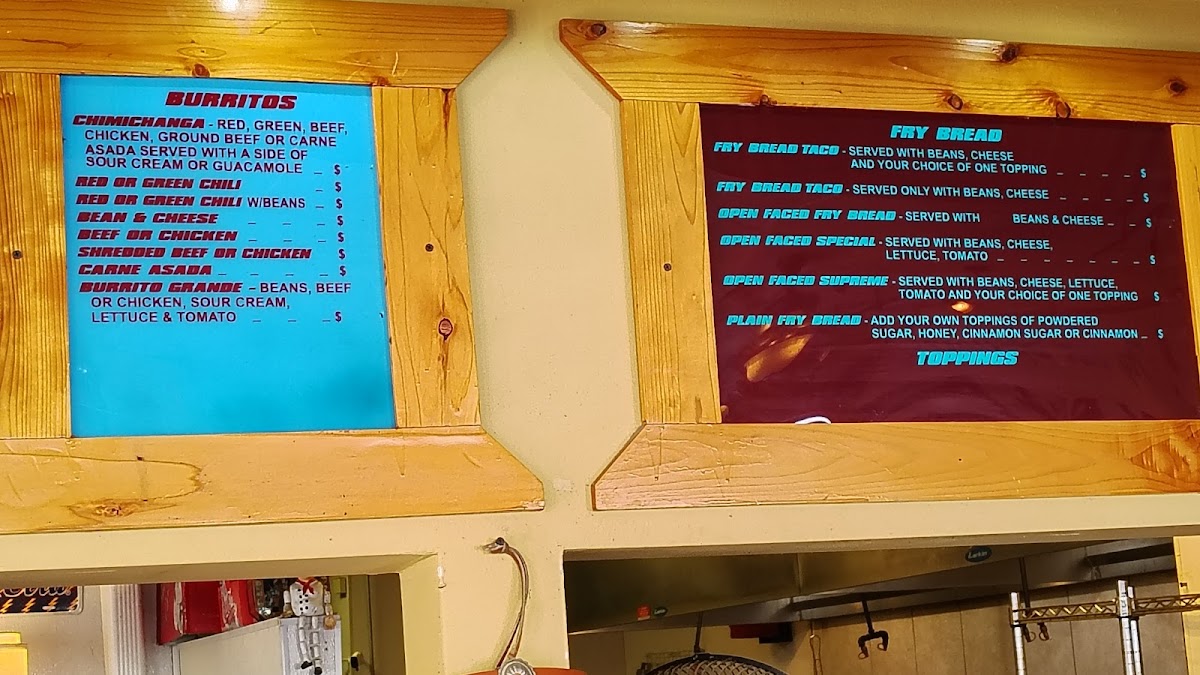 BURRITOS
CHIMICHANGA - RED, GREEN, BEEF,
CHICKEN, GROUND BEEF OR CARNE
ASADA SERVED WITH A SIDE OF
SOUR CREAM OR GUACAMOLE _ $
RED OR GREEN CHILI _ $
RED OR GREEN CHILI W/BEANS _ $
BEAN & CHEESE _ _ _ $
BEEF OR CHICKEN _ _ _ $
SHREDDED BEEF OR CHICKEN $
CARNE ASADA _ _ _ _ $
BURRITO GRANDE - BEANS, BEEF
OR CHICKEN, SOUR CREAM,
LETTUCE & TOMATO _ _ _ $
FRY BREAD
FRY BREAD TACO - SERVED WITH BEANS, CHEESE
AND YOUR CHOICE OF ONE TOPPING _ _ _ _ $
FRY BREAD TACO - SERVED ONLY WITH BEANS, CHEESE _ _ _ _ $
OPEN FACED FRY BREAD - SERVED WITH BEANS & CHEESE _ _ $
OPEN FACED SPECIAL - SERVED WITH BEANS, CHEESE,
LETTUCE, TOMATO _ _ _ _ _ _ _ $
OPEN FACED SUPREME - SERVED WITH BEANS, CHEESE, LETTUCE,
TOMATO AND YOUR CHOICE OF ONE TOPPING $
PLAIN FRY BREAD - ADD YOUR OWN TOPPINGS OF POWDERED
SUGAR, HONEY, CINNAMON SUGAR OR CINNAMON _ $
TOPPINGS